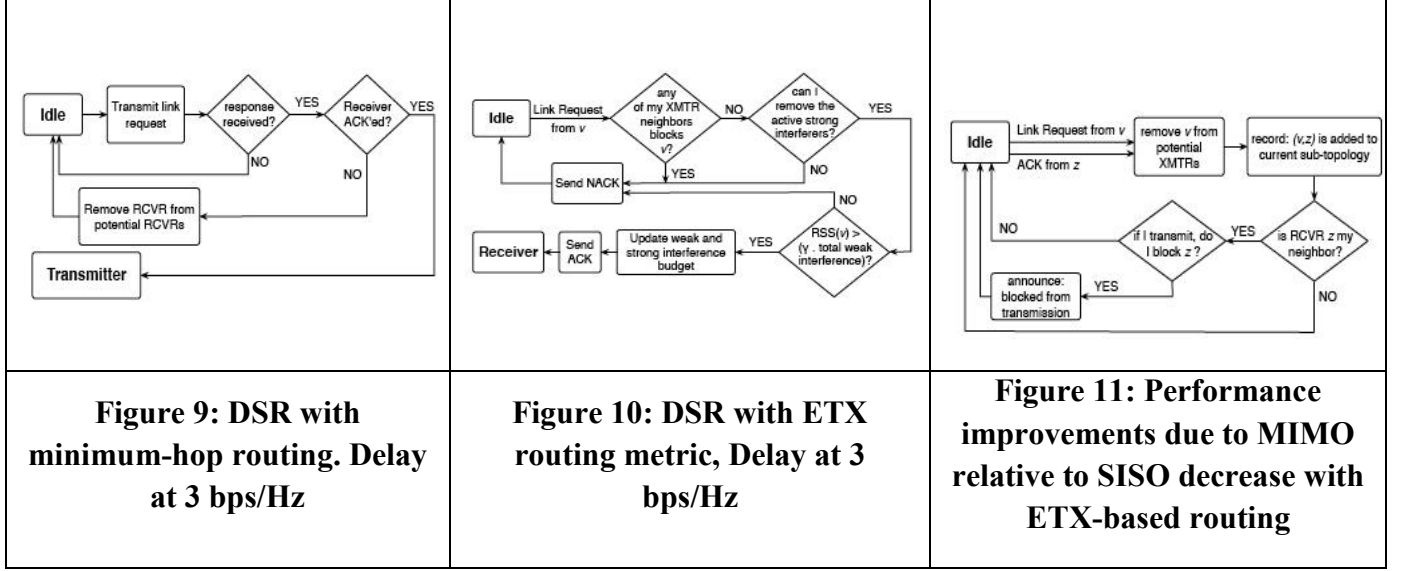 Idle
Transmit link
request
response
received?
YES
Receiver
ACK'ed?
YES
NO
NO
Remove RCVR from
potential RCVRs
Transmitter
Idle
Link Request
from v
any
of my XMTR
neighbors
blocks
v?
NO
can I
remove the
active strong
interferers?
YES
YES
NO
Send NACK
NO
RSS(v) >
(γ . total weak
interference)?
YES
Update weak and
strong interference
budget
Send
ACK
Receiver
Idle
Link Request from v
ACK from z
remove v from
potential
XMTRs
record: (v,z) is added to
current sub-topology
is RCVR z my
neighbor?
YES
if I transmit, do
I block z ?
NO
YES
announce:
blocked from
transmission
NO
Figure 9: DSR with
minimum-hop routing. Delay
at 3 bps/Hz
Figure 10: DSR with ETX
routing metric, Delay at 3
bps/Hz
Figure 11: Performance
improvements due to MIMO
relative to SISO decrease with
ETX-based routing